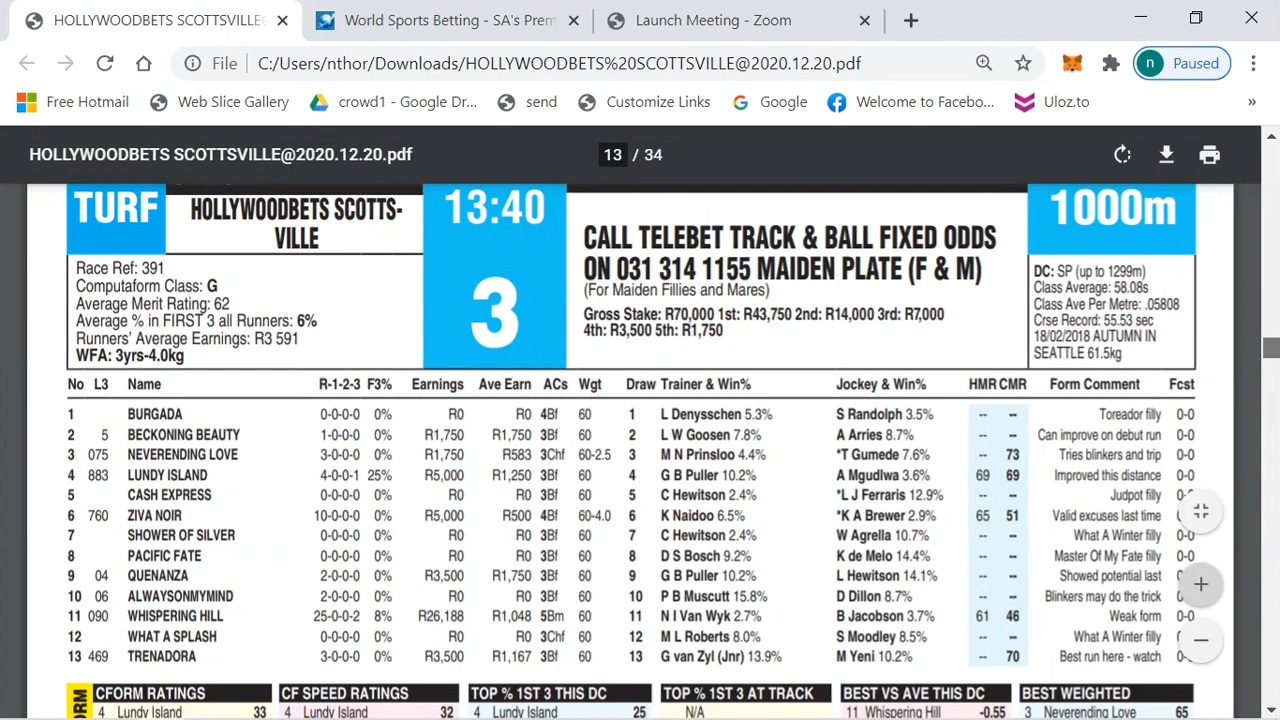 HOLLYWOODBETS SCOTTSVILLE@
World Sports Betting - SA's Prem
Launch Meeting - Zoom
File C:/Users/nthor/Downloads/HOLLYWOODBETS%20SCOTTSVILLE@2020.12.20.pdf
n Paused
Free Hotmail Web Slice Gallery crowd1 - Google Dr... send Customize Links Google Welcome to Facebo... Uloz.to »
HOLLYWOODBETS SCOTTSVILLE@2020.12.20.pdf 13 / 34
TURF
HOLLYWOODBETS SCOTTS-
VILLE
13:40
3
CALL TELEBET TRACK & BALL FIXED ODDS
ON 031 314 1155 MAIDEN PLATE (F & M)
(For Maiden Fillies and Mares)
Gross Stake: R70,000 1st: R43,750 2nd: R14,000 3rd: R7,000
4th: R3,500 5th: R1,750
1000m
DC: SP (up to 1299m)
Class Average: 58.08s
Class Ave Per Metre: .05808
Crse Record: 55.53 sec
18/02/2018 AUTUMN IN
SEATTLE 61.5kg
Race Ref: 391
Computaform Class: G
Average Merit Rating: 62
Average % in FIRST 3 all Runners: 6%
Runners' Average Earnings: R3 591
WFA: 3yrs-4.0kg
No L3 Name R-1-2-3 F3% Earnings Ave Earn ACs Wgt Draw Trainer & Win% Jockey & Win% HMR CMR Form Comment Fcst
1 BURGADA 0-0-0-0 0% R0 R0 4Bf 60 1 L Denysschen 5.3% S Randolph 3.5% -- -- Toreador filly 0-0
2 5 BECKONING BEAUTY 1-0-0-0 0% R1,750 R1,750 3Bf 60 2 L W Goosen 7.8% A Arries 8.7% -- -- Can improve on debut run 0-0
3 075 NEVERENDING LOVE 3-0-0-0 0% R1,750 R583 3Chf 60-2.5 3 M N Prinsloo 4.4% *T Gumede 7.6% -- 73 Tries blinkers and trip 0-0
4 883 LUNDY ISLAND 4-0-0-1 25% R5,000 R1,250 3Bf 60 4 G B Puller 10.2% A Mgudlwa 3.6% 69 69 Improved this distance 0-0
5 CASH EXPRESS 0-0-0-0 0% R0 R0 3Bf 60 5 C Hewitson 2.4% *L J Ferraris 12.9% -- -- Judpot filly
6 760 ZIVA NOIR 10-0-0-0 0% R5,000 R500 4Bf 60-4.0 6 K Naidoo 6.5% *K A Brewer 2.9% 65 51 Valid excuses last time
7 SHOWER OF SILVER 0-0-0-0 0% R0 R0 3Bf 60 7 C Hewitson 2.4% W Agrella 10.7% -- -- What A Winter filly 0-0
8 PACIFIC FATE 0-0-0-0 0% R0 R0 3Bf 60 8 D S Bosch 9.2% K de Melo 14.4% -- -- Master Of My Fate filly 0-0
9 04 QUENANZA 2-0-0-0 0% R3,500 R1,750 3Bf 60 9 G B Puller 10.2% L Hewitson 14.1% -- -- Showed potential last
10 06 ALWAYSONMYMIND 2-0-0-0 0% R0 R0 3Bf 60 10 P B Muscutt 15.8% D Dillon 8.7% -- -- Blinkers may do the trick
11 090 WHISPERING HILL 25-0-0-2 8% R26,188 R1,048 5Bm 60 11 N I Van Wyk 2.7% B Jacobson 3.7% 61 46 Weak form
12 WHAT A SPLASH 0-0-0-0 0% R0 R0 3Chf 60 12 M L Roberts 8.0% S Moodley 8.5% -- -- What A Winter filly
13 469 TRENADORA 3-0-0-0 0% R3,500 R1,167 3Bf 60 13 G van Zyl (Jnr) 13.9% M Yeni 10.2% -- 70 Best run here - watch
CFORM RATINGS CF SPEED RATINGS TOP % 1ST 3 THIS DC TOP % 1ST 3 AT TRACK BEST VS AVE THIS DC BEST WEIGHTED
4 Lundy Island 33 4 Lundy Island 32 4 Lundy Island 25 N/A 11 Whispering Hill -0.55 3 Neverending Love 65